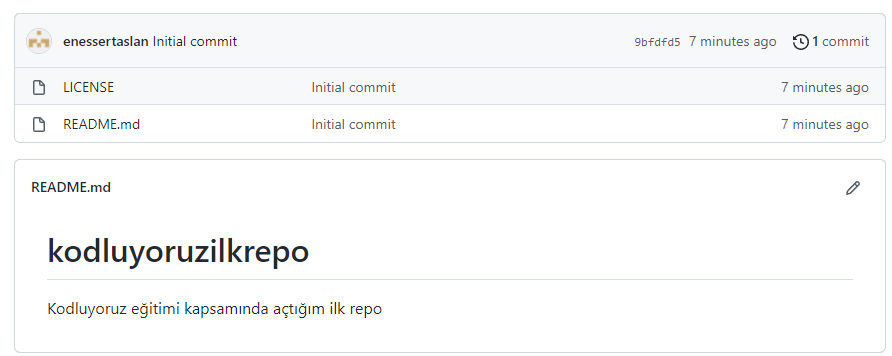 enessertaslan Initial commit 9bfdfd5 7 minutes ago 1 commit
LICENSE Initial commit 7 minutes ago
README.md Initial commit 7 minutes ago
README.md
kodluyoruzilkrepo
Kodluyoruz eğitimi kapsamında açtığım ilk repo